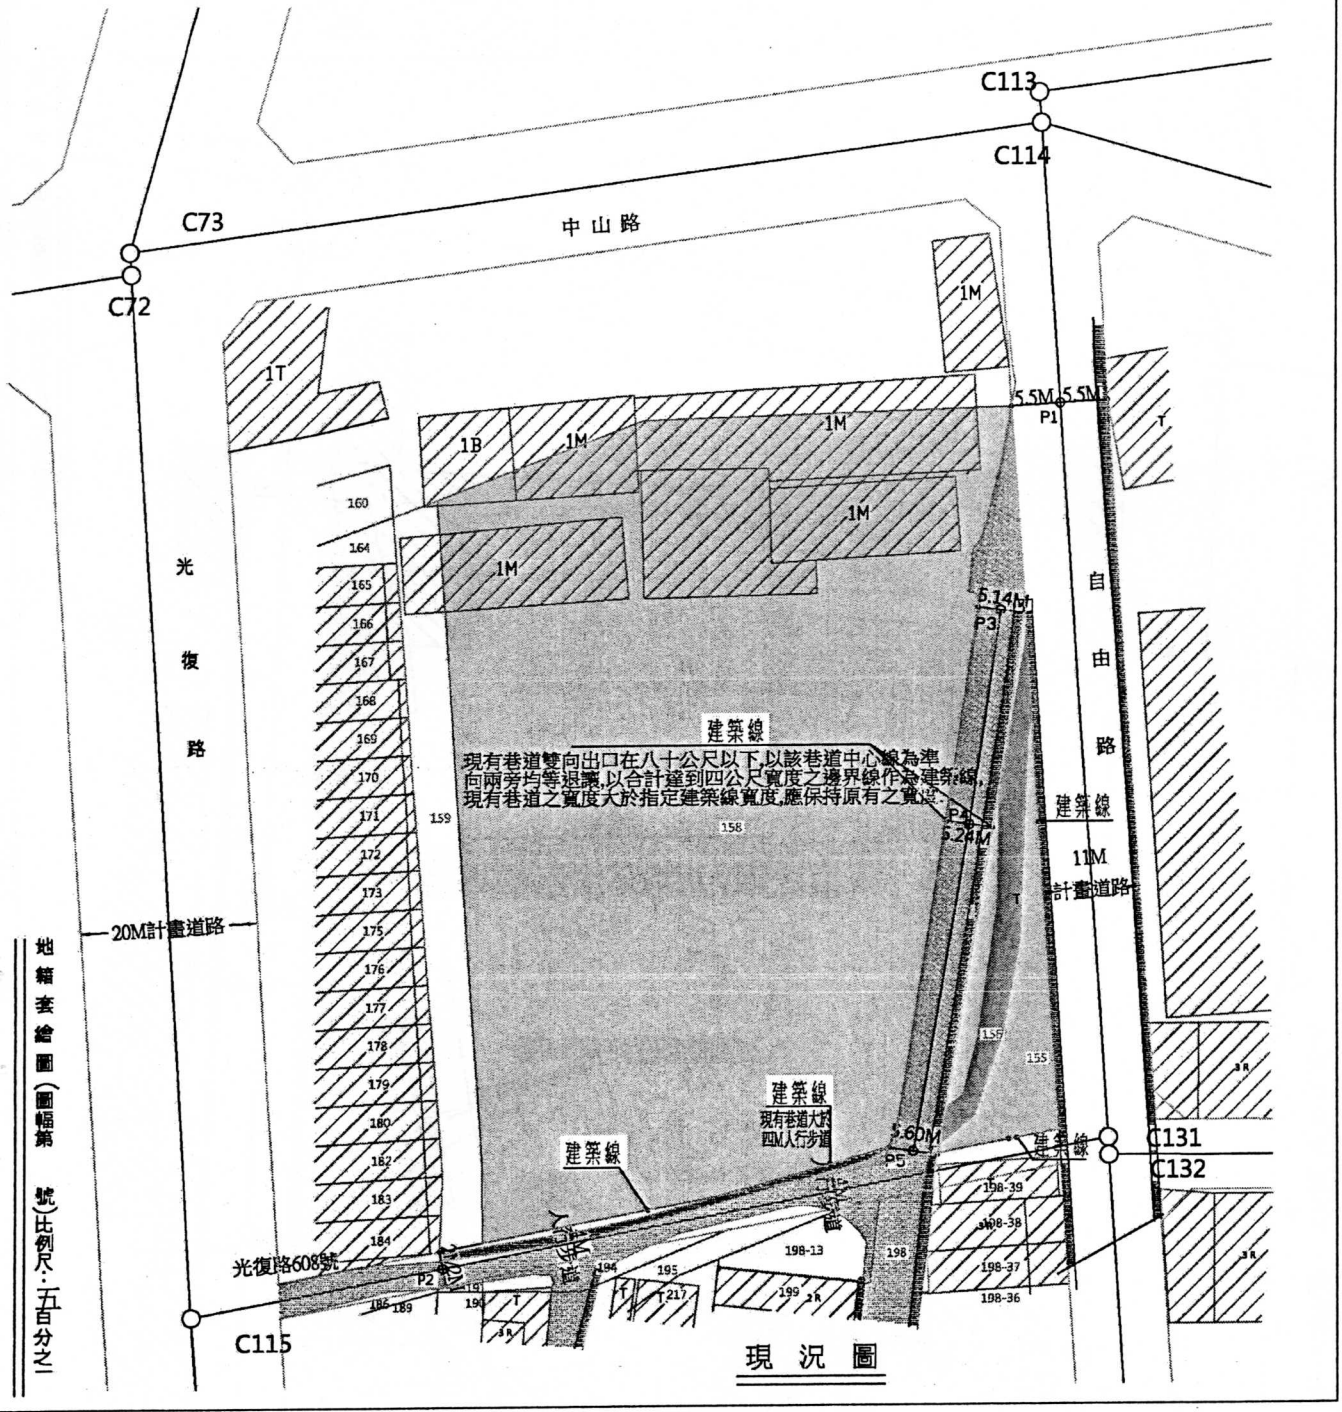 C113
C114
C73
C72
中山路
1M
1T
5.5M 5.5M
P1
T
1B
1M
1M
1M
1M
160
164
165
166
167
168
169
170
171
172
173
175
176
177
178
179
180
182
183
184
159
光復路
自由路
5.14M
P3
建築線
現有巷道雙向出口在八十公尺以下,以該巷道中心線為準
向兩旁均等退讓,以合計達到四公尺寬度之邊界線作為建築線,
現有巷道之寬度大於指定建築線寬度,應保持原有之寬度.
158
P4
5.24M
建築線
11M
計畫道路
T
20M計畫道路
155
3R
建築線
現有巷道大於
四M人行步道
5.60M
P5
建築線
建築線
C131
C132
198-39
198-38
198-37
198-36
3R
198-13
198
194
195
T
T
217
199
2R
光復路608號
P2
186
189
191
190
T
3R
C115
地籍套繪圖(圖幅第 號)比例尺:五百分之一
現況圖